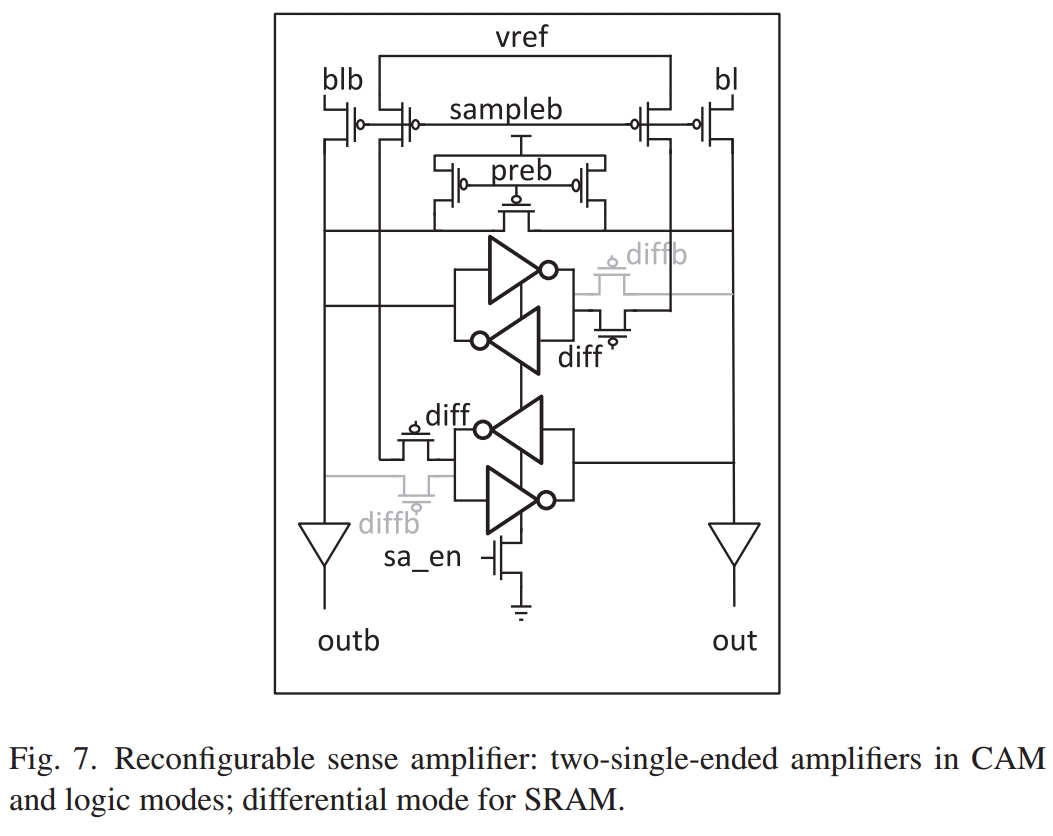 vref
blb
bl
sampleb
preb
diffb
diff
diff
diffb
sa_en
outb
out
Fig. 7. Reconfigurable sense amplifier: two-single-ended amplifiers in CAM
and logic modes; differential mode for SRAM.